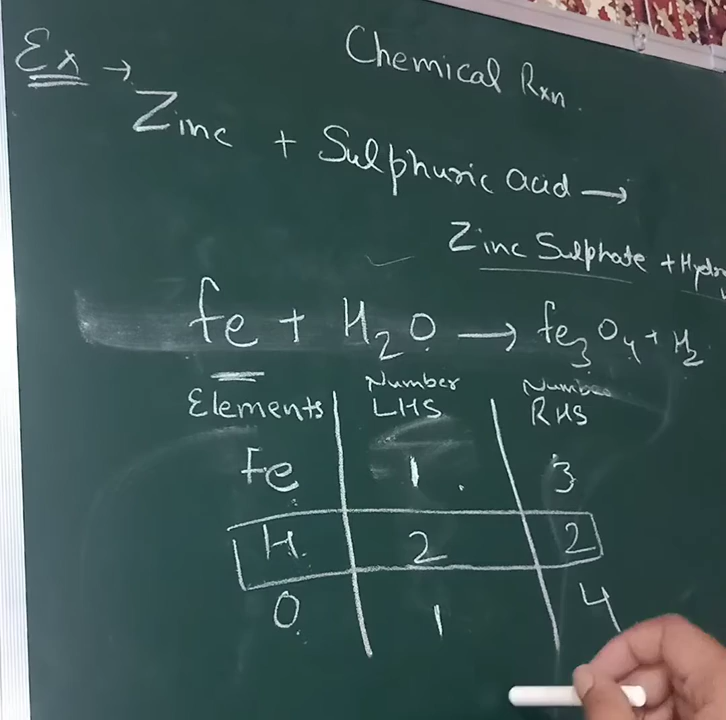 Ex →
Chemical Rxn.
Zinc + Sulphuric acid →
Zinc Sulphate +
Fe + H₂O → Fe₃O₄ + H₂
Elements Number LHS Number RHS
Fe 1 3
H 2 2
O 1 4